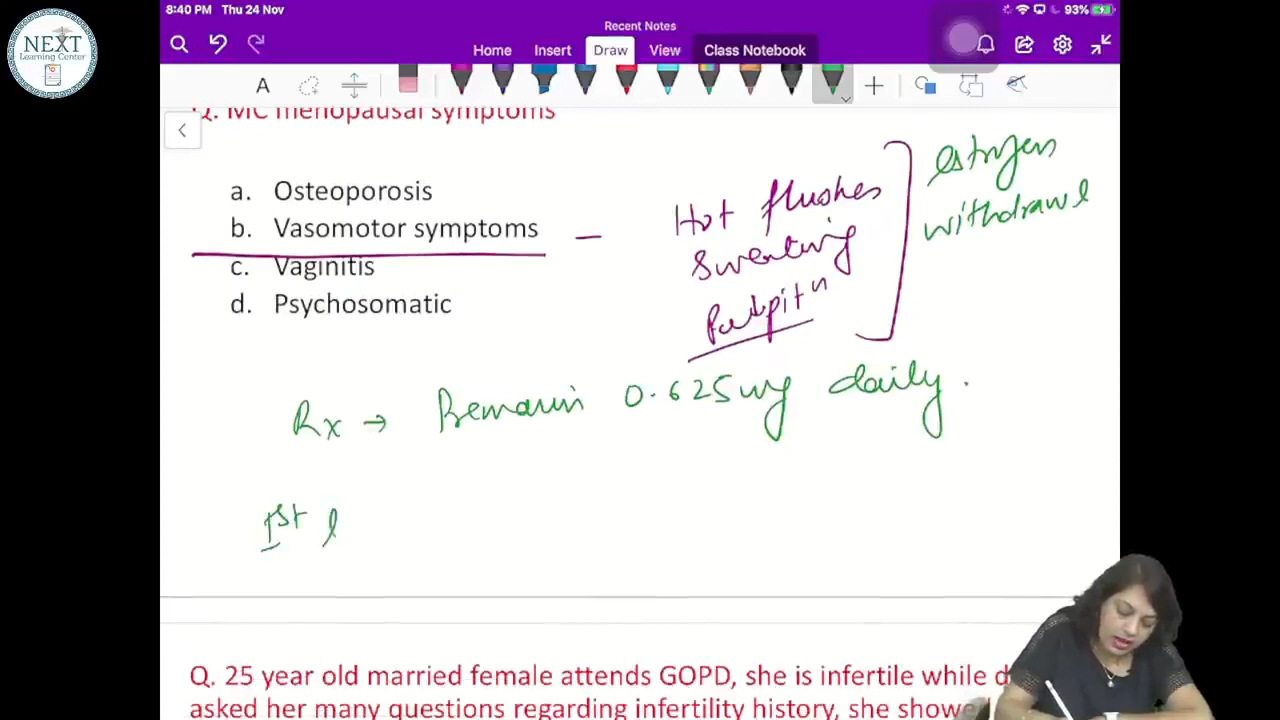 8:40 PM Thu 24 Nov
93%
NEXT
Learning Center
Recent Notes
Home Insert Draw View Class Notebook
A
Q. MC menopausal symptoms
a. Osteoporosis
b. Vasomotor symptoms –
c. Vaginitis
d. Psychosomatic
Hot flushes
Sweating
Palpitⁿ
estrogen
withdrawl
Rx → Premarin 0.625mg daily.
1st l
Q. 25 year old married female attends GOPD, she is infertile while d
asked her many questions regarding infertility history, she showe